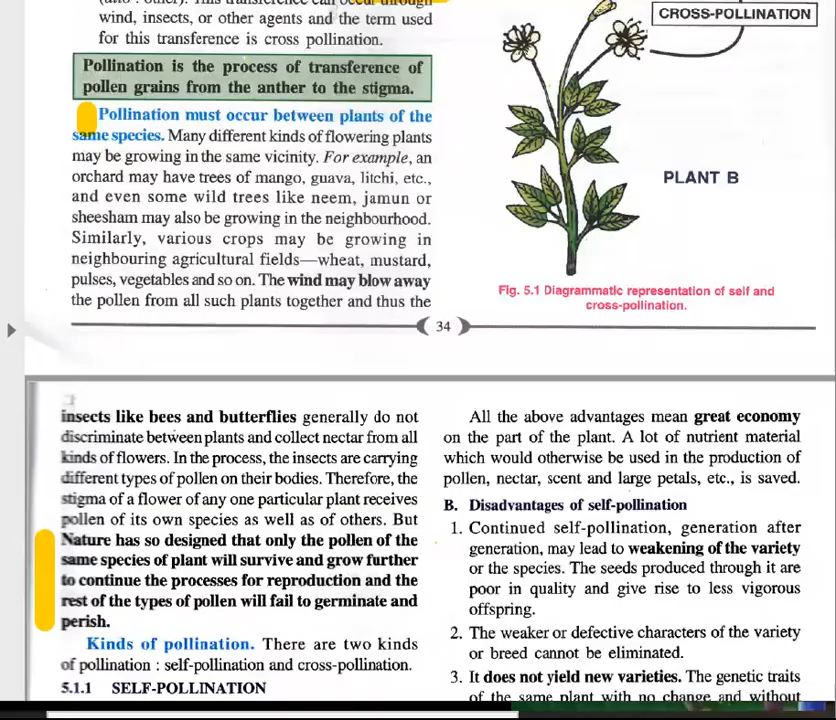 wind, insects, or other agents and the term used
for this transference is cross pollination.
Pollination is the process of transference of
pollen grains from the anther to the stigma.
Pollination must occur between plants of the
same species. Many different kinds of flowering plants
may be growing in the same vicinity. For example, an
orchard may have trees of mango, guava, litchi, etc.,
and even some wild trees like neem, jamun or
sheesham may also be growing in the neighbourhood.
Similarly, various crops may be growing in
neighbouring agricultural fields—wheat, mustard,
pulses, vegetables and so on. The wind may blow away
the pollen from all such plants together and thus the
CROSS-POLLINATION
PLANT B
Fig. 5.1 Diagrammatic representation of self and
cross-pollination.
34
insects like bees and butterflies generally do not
discriminate between plants and collect nectar from all
kinds of flowers. In the process, the insects are carrying
different types of pollen on their bodies. Therefore, the
stigma of a flower of any one particular plant receives
pollen of its own species as well as of others. But
Nature has so designed that only the pollen of the
same species of plant will survive and grow further
to continue the processes for reproduction and the
rest of the types of pollen will fail to germinate and
perish.
Kinds of pollination. There are two kinds
of pollination : self-pollination and cross-pollination.
5.1.1 SELF-POLLINATION
All the above advantages mean great economy
on the part of the plant. A lot of nutrient material
which would otherwise be used in the production of
pollen, nectar, scent and large petals, etc., is saved.
B. Disadvantages of self-pollination
1. Continued self-pollination, generation after
generation, may lead to weakening of the variety
or the species. The seeds produced through it are
poor in quality and give rise to less vigorous
offspring.
2. The weaker or defective characters of the variety
or breed cannot be eliminated.
3. It does not yield new varieties. The genetic traits
of the same plant with no change and without